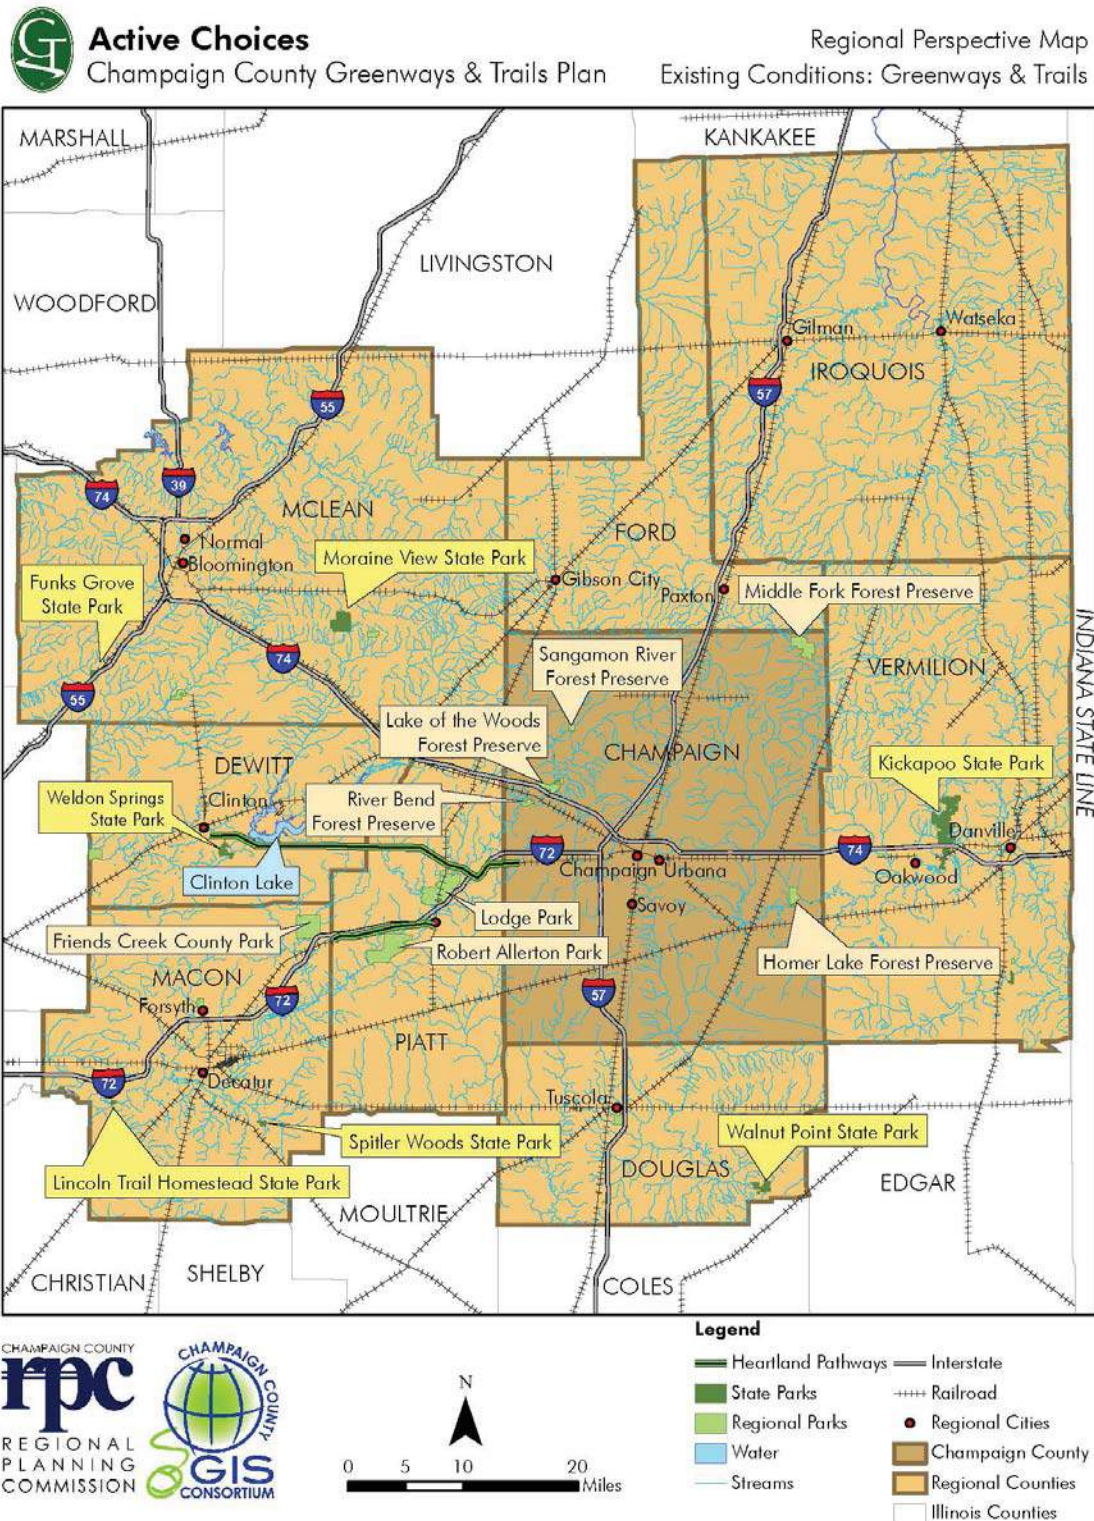 Active Choices
Champaign County Greenways & Trails Plan
Regional Perspective Map
Existing Conditions: Greenways & Trails
MARSHALL
KANKAKEE
LIVINGSTON
WOODFORD
Gilman
Watseka
IROQUOIS
57
55
39
74
MCLEAN
FORD
Normal
Bloomington
Moraine View State Park
Gibson City
Paxton
Middle Fork Forest Preserve
Funks Grove
State Park
INDIANA STATE LINE
Sangamon River
Forest Preserve
VERMILION
74
55
Lake of the Woods
Forest Preserve
CHAMPAIGN
DEWITT
Kickapoo State Park
Weldon Springs
State Park
Clinton
River Bend
Forest Preserve
Danville
72
74
Champaign
Urbana
Oakwood
Clinton Lake
Lodge Park
Savoy
Friends Creek County Park
Robert Allerton Park
Homer Lake Forest Preserve
MACON
72
57
Forsyth
PIATT
72
Decatur
Tuscola
Spitler Woods State Park
Walnut Point State Park
Lincoln Trail Homestead State Park
DOUGLAS
EDGAR
MOULTRIE
CHRISTIAN
SHELBY
COLES
CHAMPAIGN COUNTY
rpc
REGIONAL
PLANNING
COMMISSION
CHAMPAIGN COUNTY
GIS
CONSORTIUM
N
0 5 10 20
Miles
Legend
Heartland Pathways
State Parks
Regional Parks
Water
Streams
Interstate
Railroad
Regional Cities
Champaign County
Regional Counties
Illinois Counties